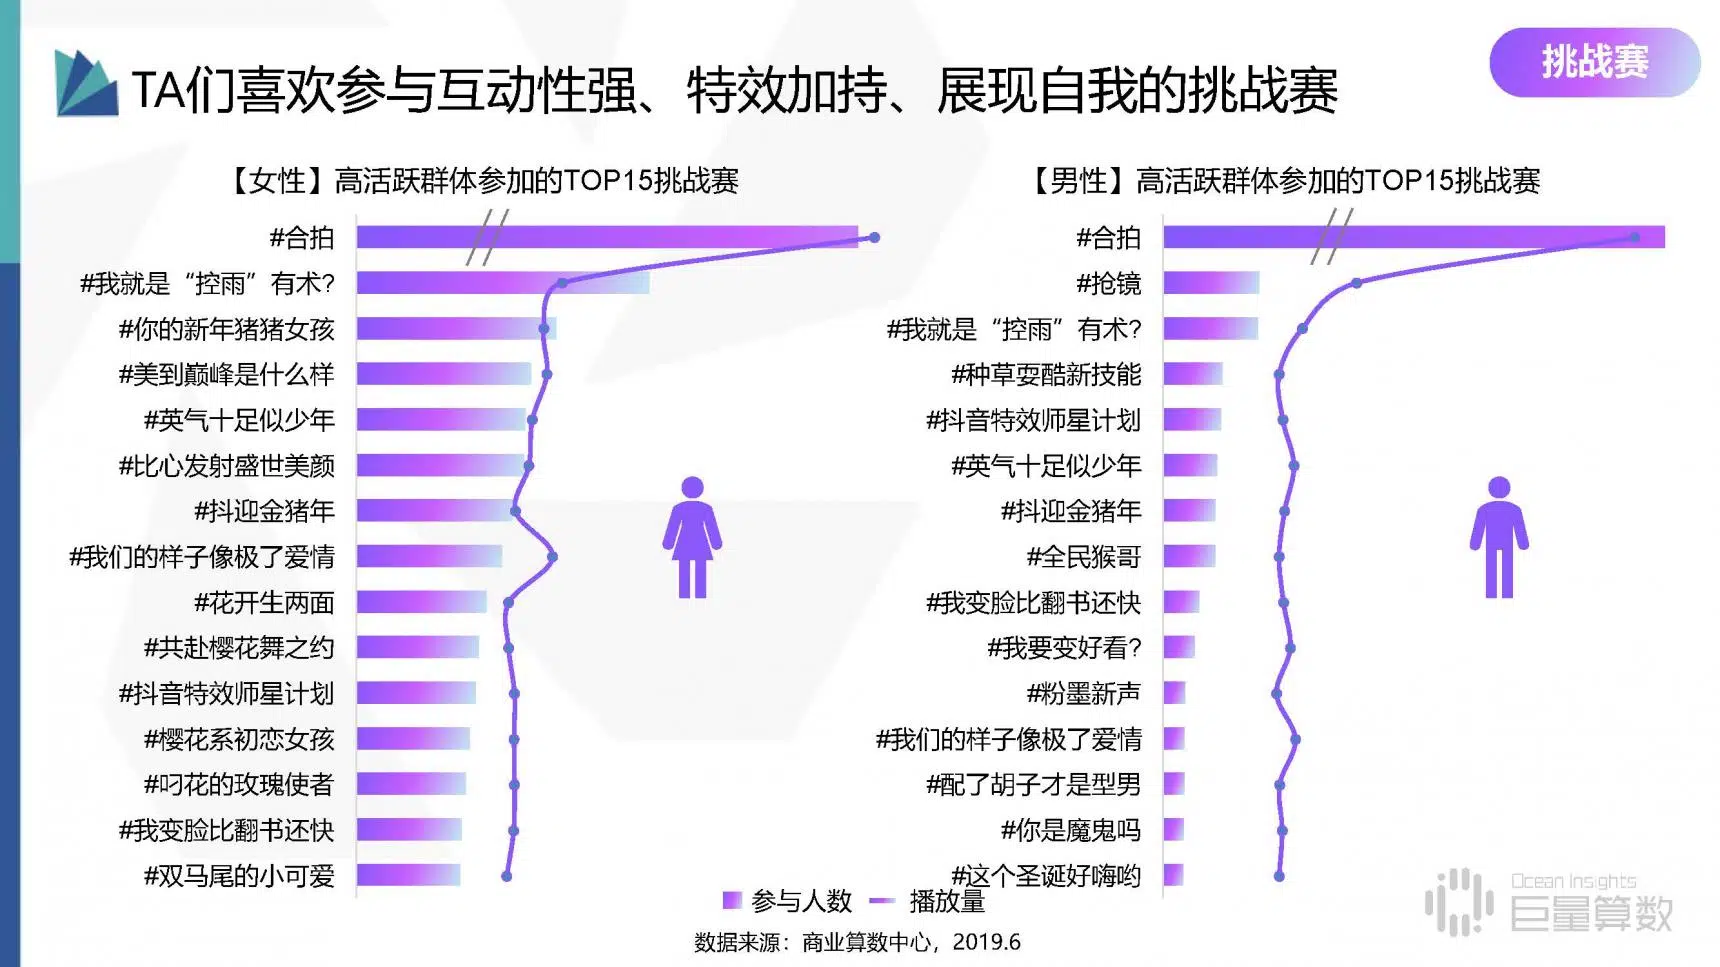 TA们喜欢参与互动性强、特效加持、展现自我的挑战赛
挑战赛
【女性】高活跃群体参加的TOP15挑战赛
#合拍
#我就是“控雨”有术?
#你的新年猪猪女孩
#美到巅峰是什么样
#英气十足似少年
#比心发射盛世美颜
#抖迎金猪年
#我们的样子像极了爱情
#花开生两面
#共赴樱花舞之约
#抖音特效师星计划
#樱花系初恋女孩
#叼花的玫瑰使者
#我变脸比翻书还快
#双马尾的小可爱
【男性】高活跃群体参加的TOP15挑战赛
#合拍
#抢镜
#我就是“控雨”有术?
#种草耍酷新技能
#抖音特效师星计划
#英气十足似少年
#抖迎金猪年
#全民猴哥
#我变脸比翻书还快
#我要变好看?
#粉墨新声
#我们的样子像极了爱情
#配了胡子才是型男
#你是魔鬼吗
#这个圣诞好嗨哟
参与人数 播放量
数据来源：商业算数中心，2019.6
Ocean Insights
巨量算数